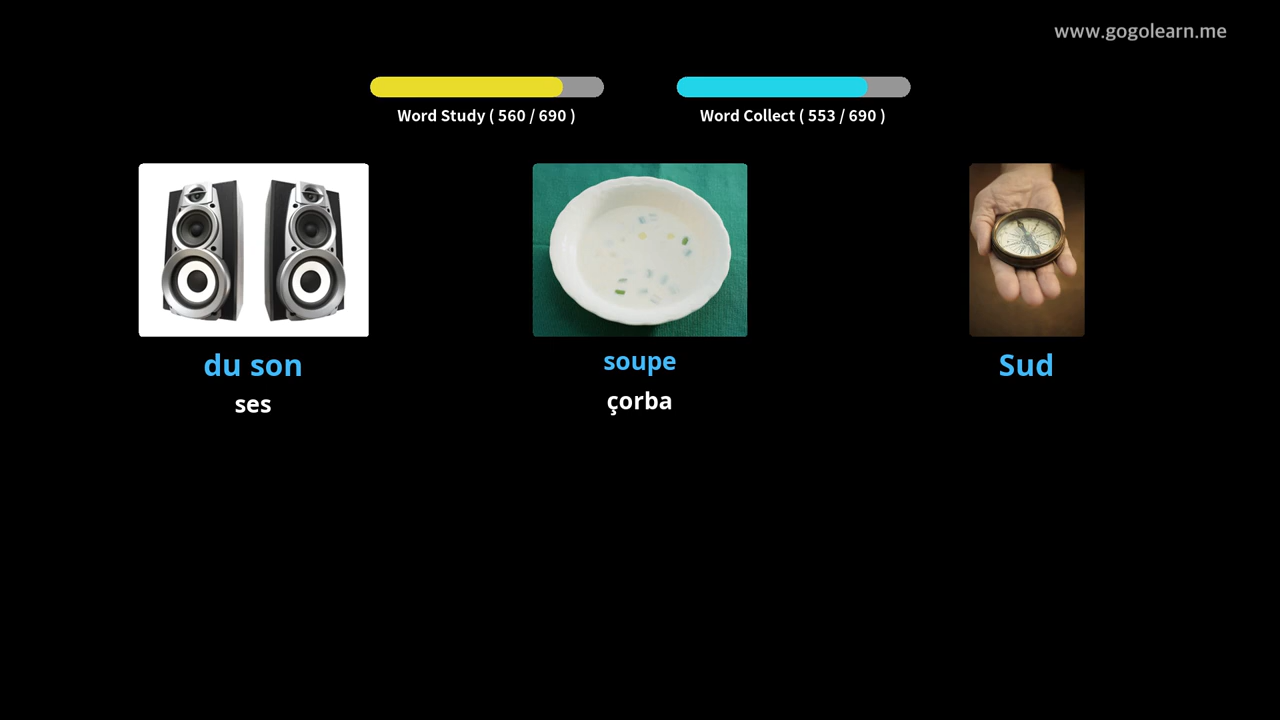 www.gogolearn.me
Word Study ( 560 / 690 )
Word Collect ( 553 / 690 )
du son
ses
soupe
çorba
Sud